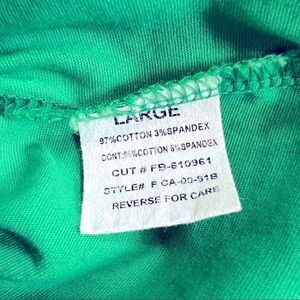 LARGE
97%COTTON 3%SPANDEX
CONT:95%COTTON 5%SPANDEX
CUT # FB-610961
STYLE# F CA-00-51B
REVERSE FOR CARE